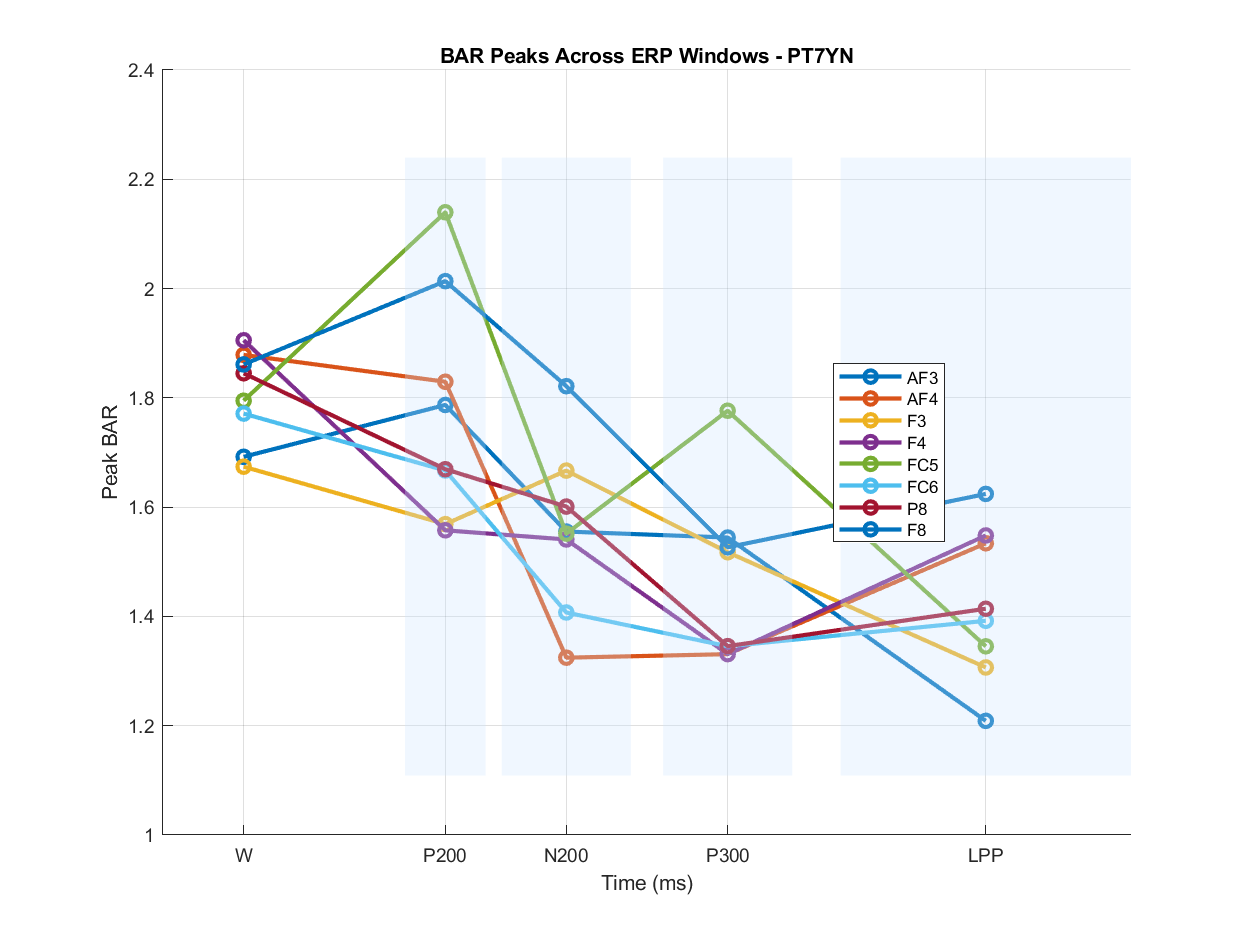 BAR Peaks Across ERP Windows - PT7YN
2.4
2.2
2
1.8
1.6
1.4
1.2
1
Peak BAR
AF3
AF4
F3
F4
FC5
FC6
P8
F8
W P200 N200 P300 LPP
Time (ms)